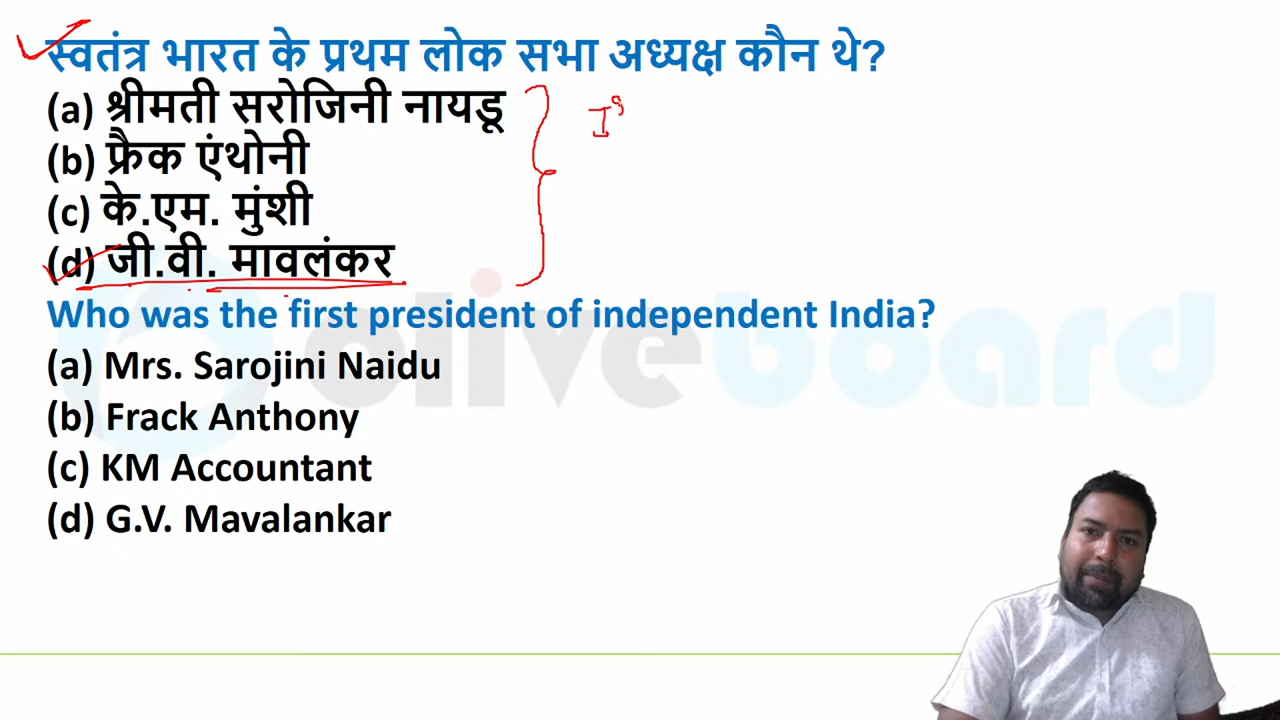 स्वतंत्र भारत के प्रथम लोक सभा अध्यक्ष कौन थे?
(a) श्रीमती सरोजिनी नायडू
(b) फ्रैक एंथोनी
(c) के.एम. मुंशी
(d) जी.वी. मावलंकर
Who was the first president of independent India?
(a) Mrs. Sarojini Naidu
(b) Frack Anthony
(c) KM Accountant
(d) G.V. Mavalankar
oliveboard